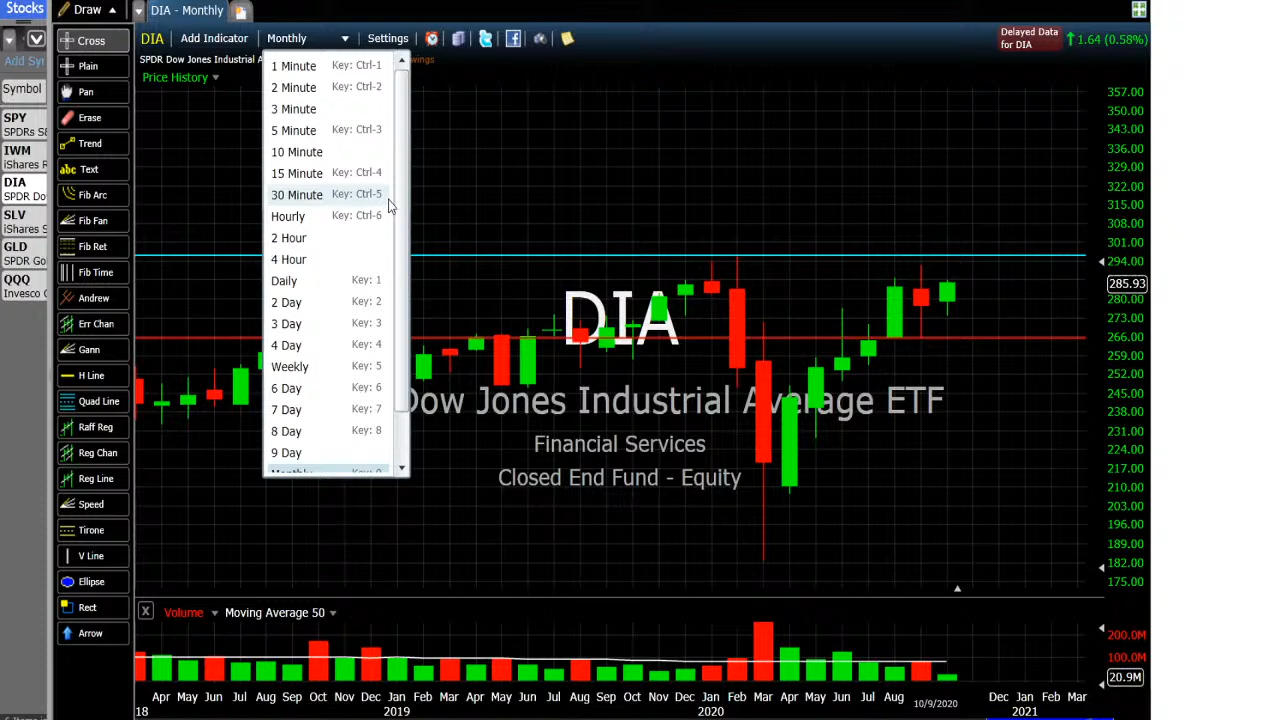 Stocks
Draw
DIA - Monthly
DIA
Add Indicator
Monthly
Settings
Delayed Data
for DIA
1.64 (0.58%)
SPDR Dow Jones Industrial A
Price History
Add Sy
Symbol
SPY
SPDRs S&
IWM
iShares R
DIA
SPDR Do
SLV
iShares S
GLD
SPDR Go
QQQ
Invesco
Cross
Plain
Pan
Erase
Trend
abc Text
Fib Arc
Fib Fan
Fib Ret
Fib Time
Andrew
Err Chan
Gann
H Line
Quad Line
Raff Reg
Reg Chan
Reg Line
Speed
Tirone
V Line
Ellipse
Rect
Arrow
1 Minute Key: Ctrl-1
2 Minute Key: Ctrl-2
3 Minute
5 Minute Key: Ctrl-3
10 Minute
15 Minute Key: Ctrl-4
30 Minute Key: Ctrl-5
Hourly Key: Ctrl-6
2 Hour
4 Hour
Daily Key: 1
2 Day Key: 2
3 Day Key: 3
4 Day Key: 4
Weekly Key: 5
6 Day Key: 6
7 Day Key: 7
8 Day Key: 8
9 Day
DIA
Dow Jones Industrial Average ETF
Financial Services
Closed End Fund - Equity
357.00
350.00
343.00
336.00
329.00
322.00
315.00
308.00
301.00
294.00
285.93
280.00
273.00
266.00
259.00
252.00
245.00
238.00
231.00
224.00
217.00
210.00
203.00
196.00
189.00
182.00
175.00
X Volume Moving Average 50
200.0M
100.0M
20.9M
Apr May Jun Jul Aug Sep Oct Nov Dec Jan Feb Mar Apr May Jun Jul Aug Sep Oct Nov Dec Jan Feb Mar Apr May Jun Jul Aug 10/9/2020 Dec Jan Feb Mar
18 2019 2020 2021